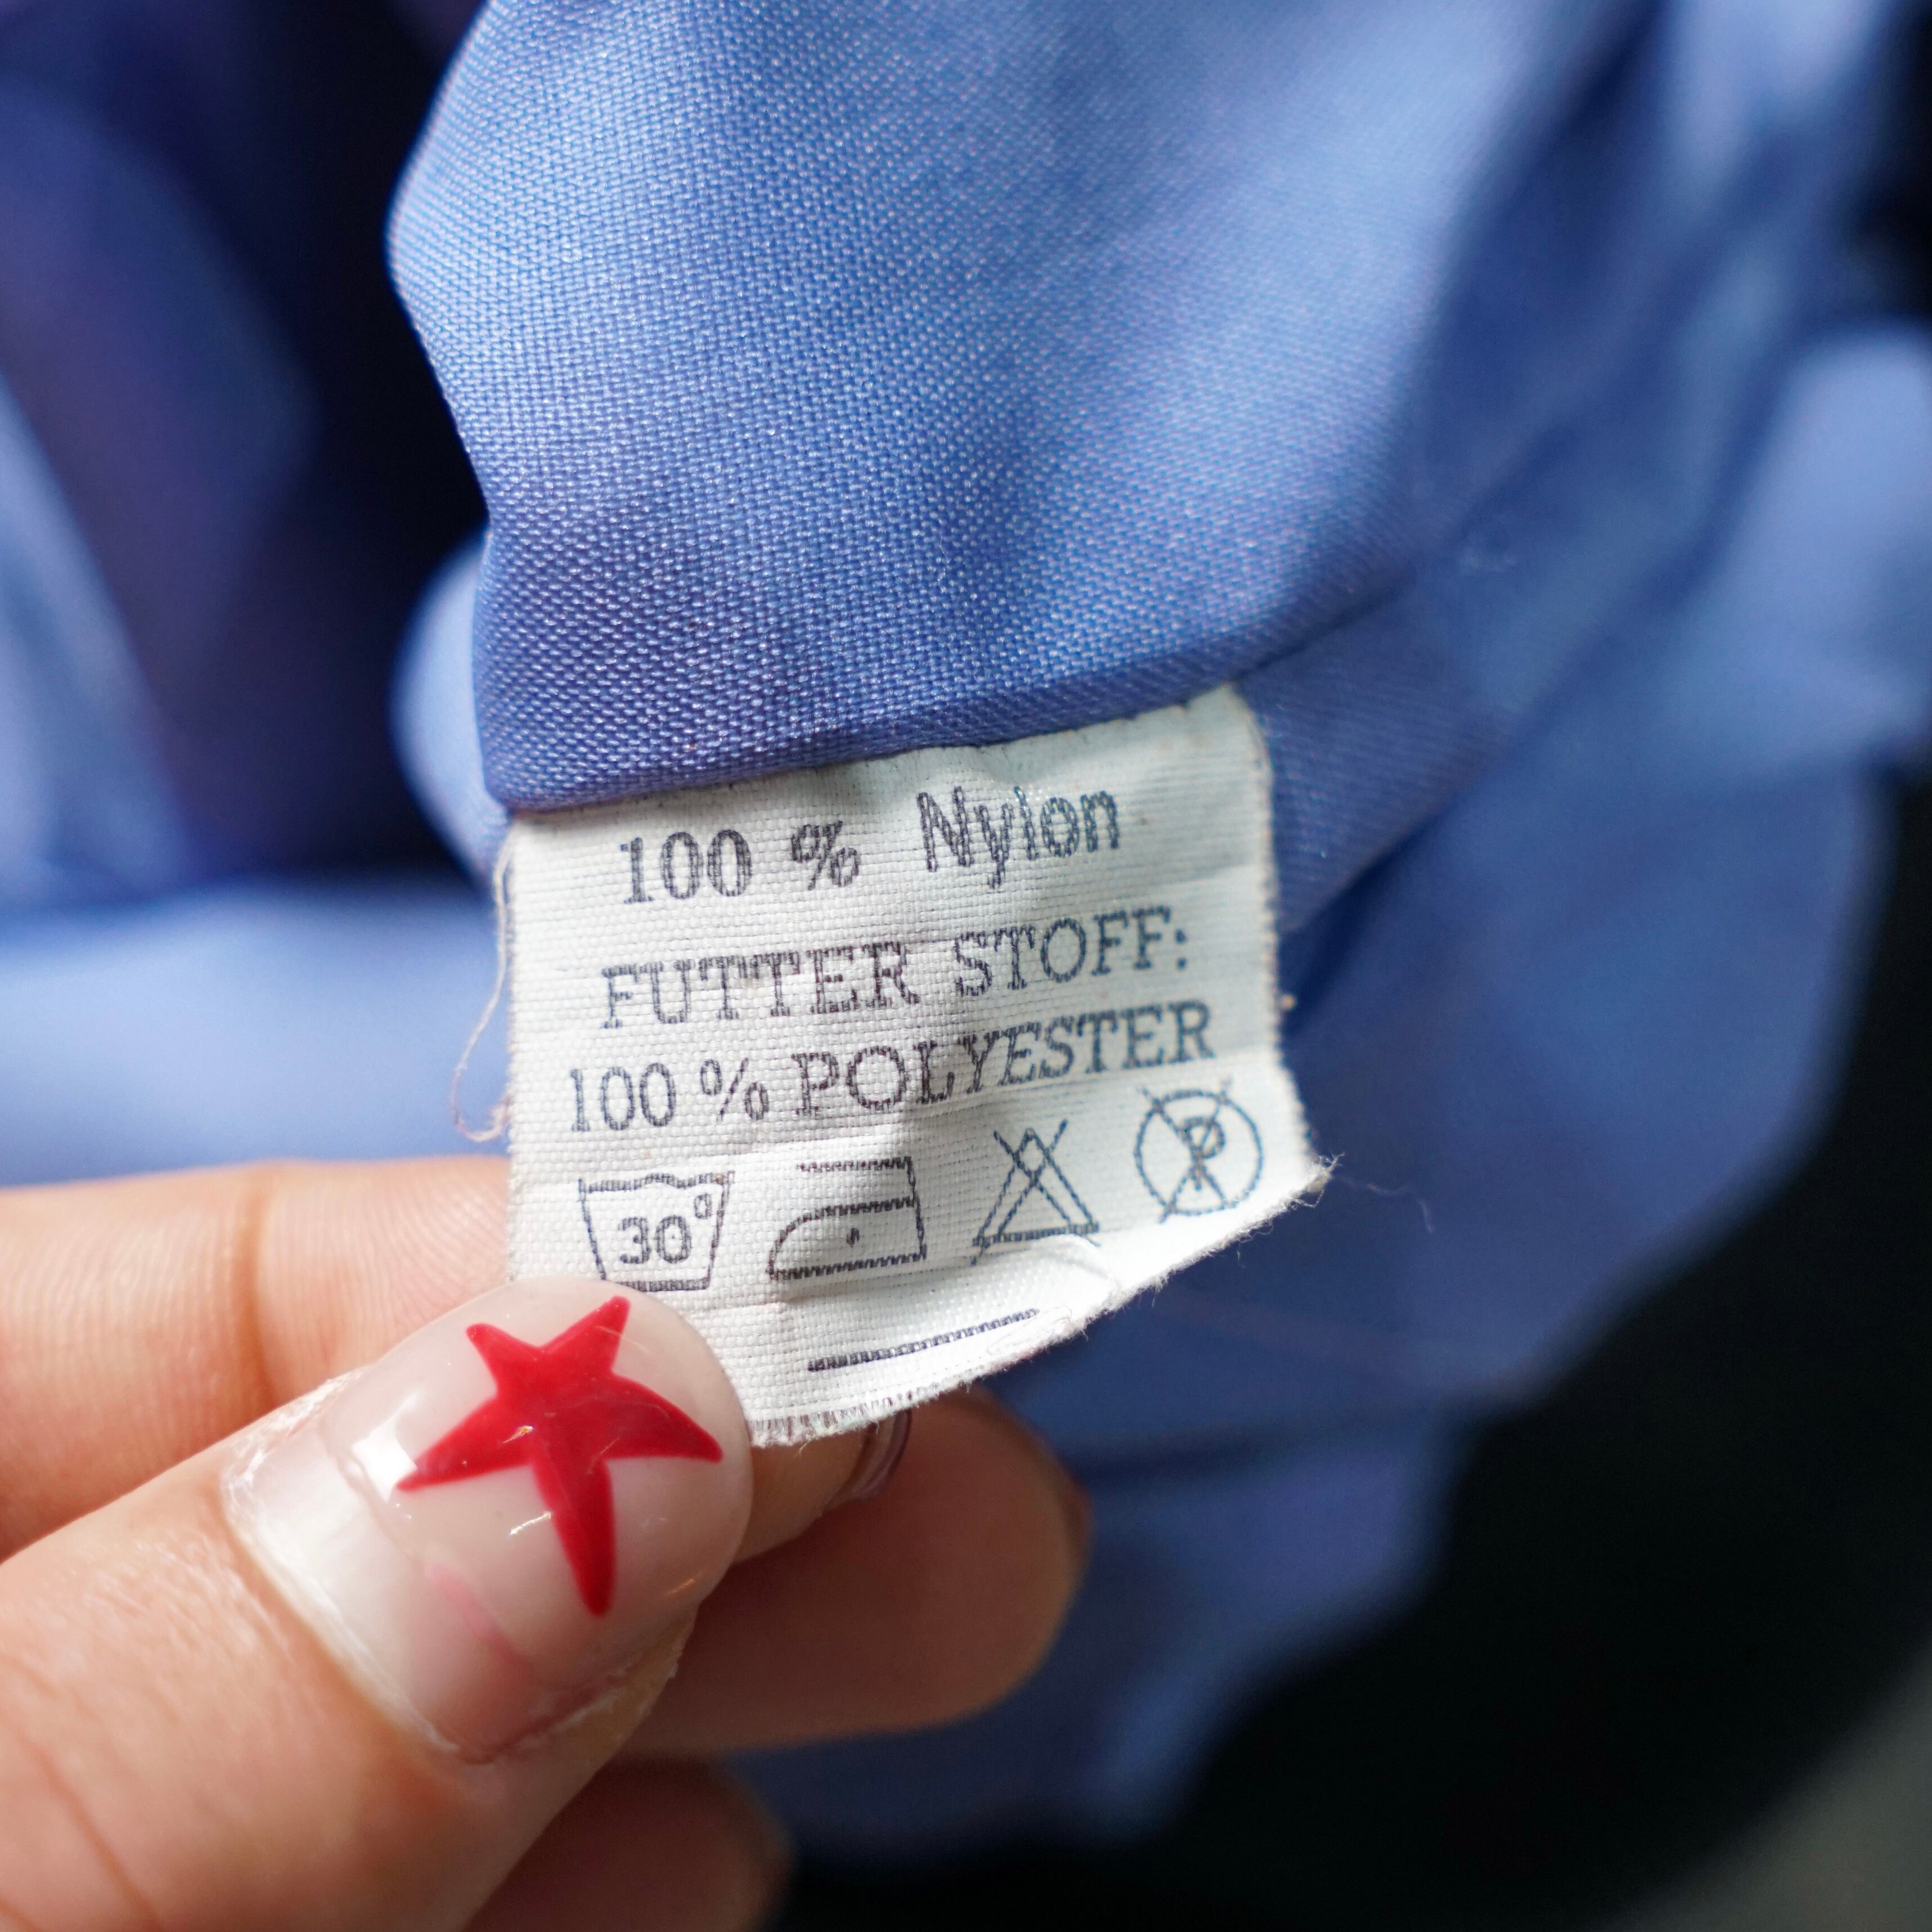 100 % Nylon
FUTTER STOFF:
100 % POLYESTER
30° P